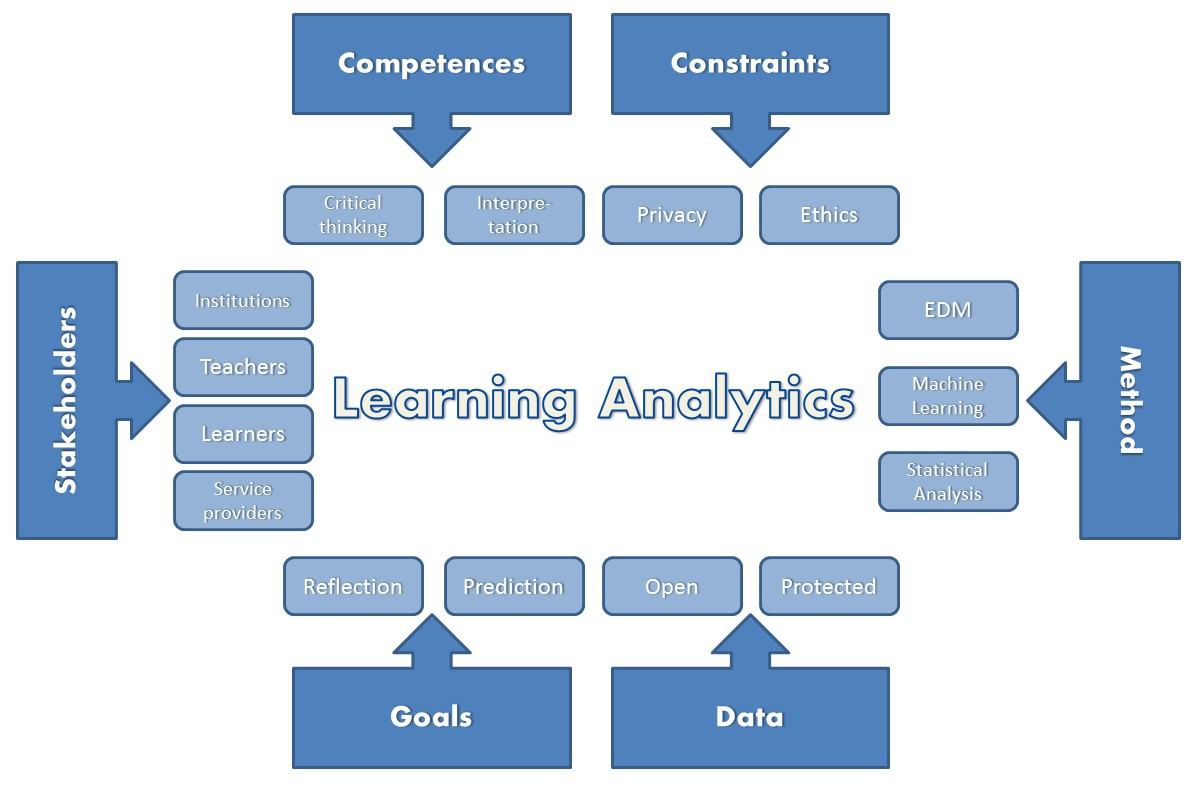 Competences
Constraints
Critical
thinking
Interpre-
tation
Privacy
Ethics
Stakeholders
Institutions
Teachers
Learners
Service
providers
Learning Analytics
EDM
Machine
Learning
Statistical
Analysis
Method
Reflection
Prediction
Open
Protected
Goals
Data